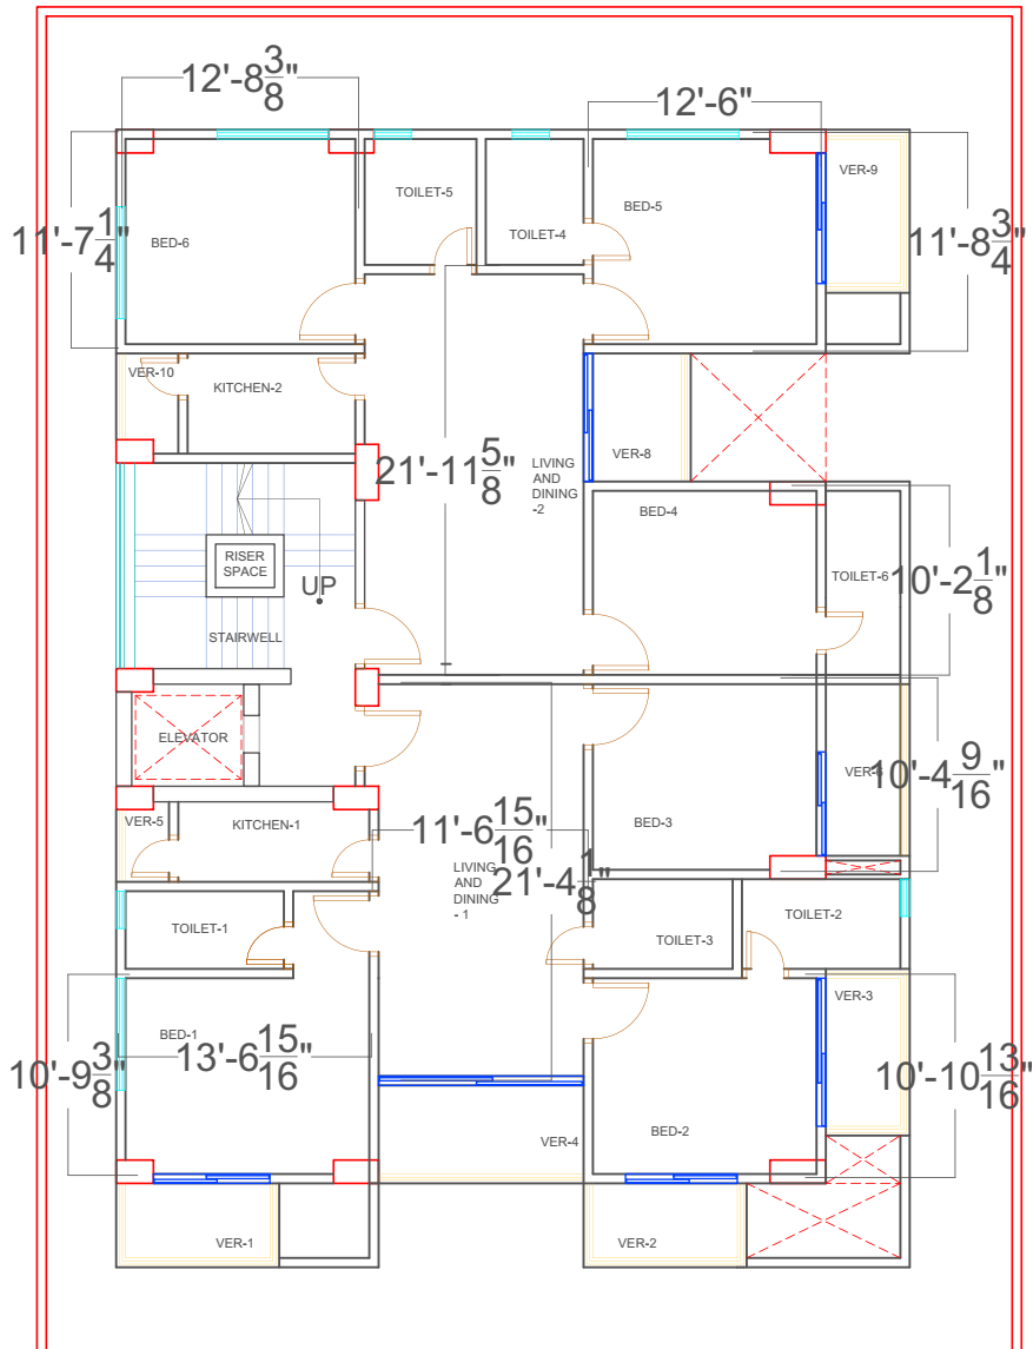 12'-8 3/8"
12'-6"
VER-9
TOILET-5
BED-5
TOILET-4
11'-7 1/4"
BED-6
11'-8 3/4"
VER-10
KITCHEN-2
VER-8
21'-11 5/8"
LIVING
AND
DINING
-2
BED-4
RISER
SPACE
UP
TOILET-6
10'-2 1/8"
STAIRWELL
ELEVATOR
VER-6
10'-4 9/16"
VER-5
KITCHEN-1
BED-3
11'-6 15/16"
LIVING
AND
DINING
- 1
21'-4 1/8"
TOILET-1
TOILET-2
TOILET-3
VER-3
BED-1
13'-6 15/16"
10'-9 3/8"
10'-10 13/16"
BED-2
VER-4
VER-1
VER-2